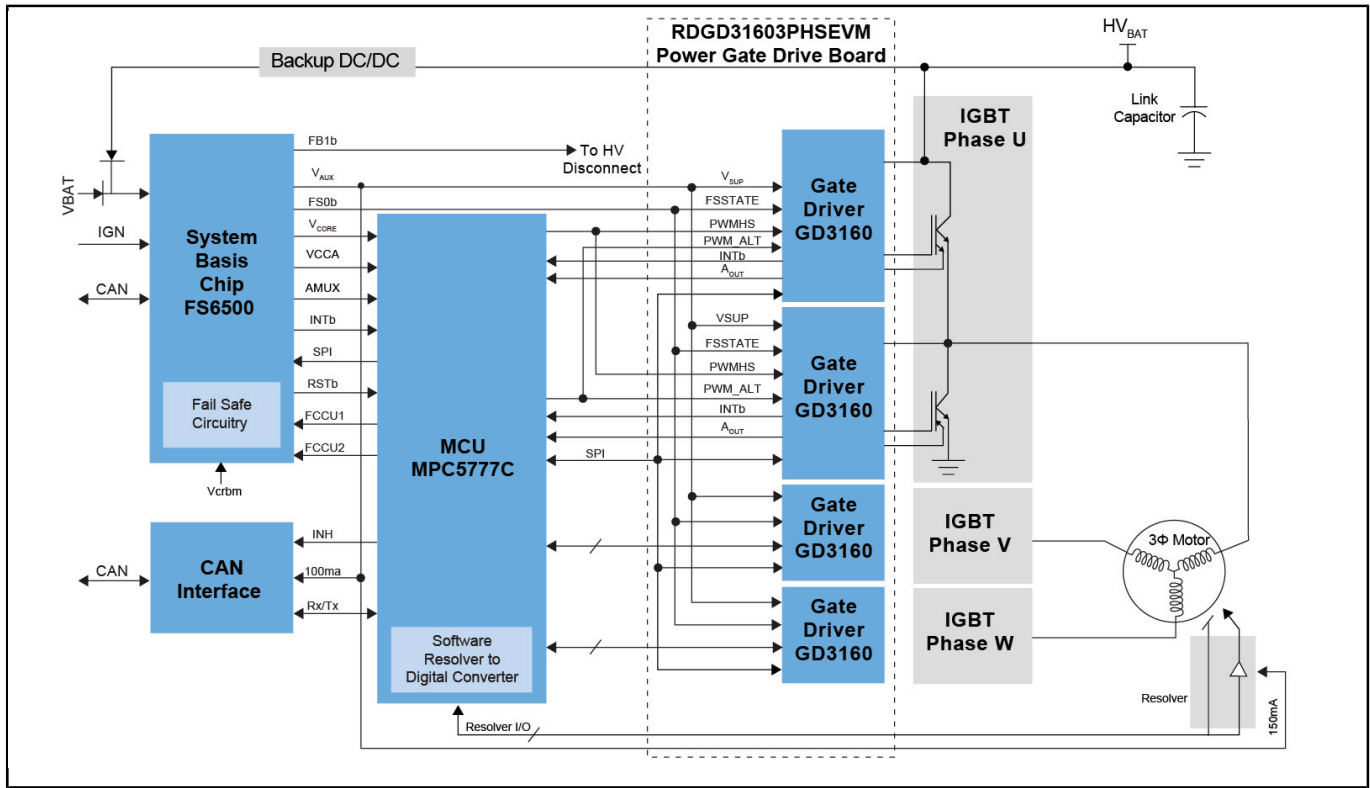 RDGD31603PHSEVM
Power Gate Drive Board
HVBAT
Backup DC/DC
Link
Capacitor
IGBT
Phase U
FB1b
To HV
Disconnect
VAUX
FS0b
VCORE
VCCA
AMUX
INTb
SPI
RSTb
FCCU1
FCCU2
VBAT
IGN
CAN
System
Basis
Chip
FS6500
Fail Safe
Circuitry
Vcrbm
MCU
MPC5777C
Software
Resolver to
Digital Converter
VSUP
FSSTATE
PWMHS
PWM_ALT
INTb
AOUT
Gate
Driver
GD3160
VSUP
FSSTATE
PWMHS
PWM_ALT
INTb
AOUT
SPI
Gate
Driver
GD3160
Gate
Driver
GD3160
Gate
Driver
GD3160
IGBT
Phase V
IGBT
Phase W
3Φ Motor
CAN
CAN
Interface
INH
100ma
Rx/Tx
Resolver I/O
Resolver
150mA